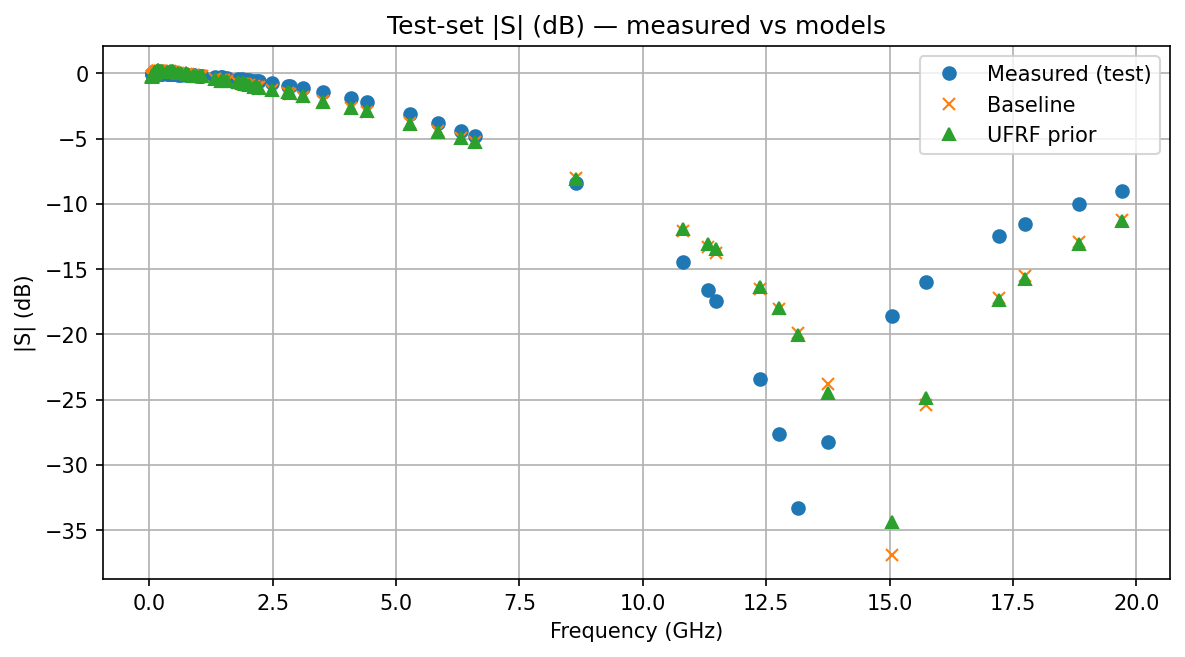 Test-set |S| (dB) — measured vs models
Measured (test)
Baseline
UFRF prior
|S| (dB)
0
−5
−10
−15
−20
−25
−30
−35
0.0 2.5 5.0 7.5 10.0 12.5 15.0 17.5 20.0
Frequency (GHz)